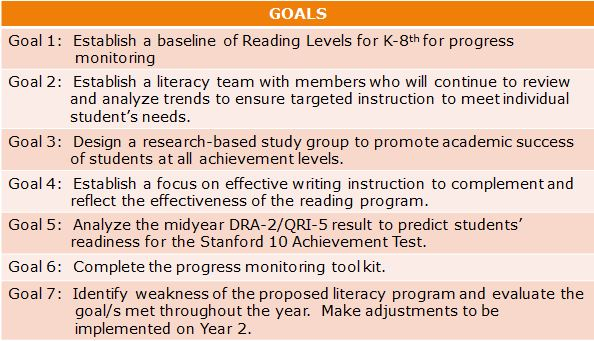 GOALS
Goal 1: Establish a baseline of Reading Levels for K-8th for progress
monitoring
Goal 2: Establish a literacy team with members who will continue to review
and analyze trends to ensure targeted instruction to meet individual
student's needs.
Goal 3: Design a research-based study group to promote academic success
of students at all achievement levels.
Goal 4: Establish a focus on effective writing instruction to complement and
reflect the effectiveness of the reading program.
Goal 5: Analyze the midyear DRA-2/QRI-5 result to predict students'
readiness for the Stanford 10 Achievement Test.
Goal 6: Complete the progress monitoring tool kit.
Goal 7: Identify weakness of the proposed literacy program and evaluate the
goal/s met throughout the year. Make adjustments to be
implemented on Year 2.